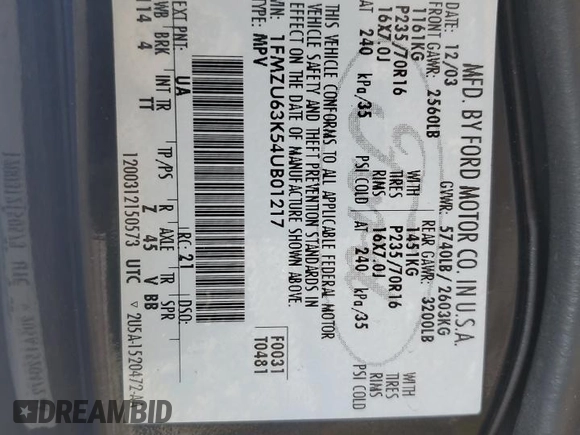 MFD. BY FORD MOTOR CO. IN U.S.A.
12/03 GVWR: 5740LB / 2603KG
FRONT GAWR: 2560LB REAR GAWR: 3200LB
1161KG WITH 1451KG WITH
P235/70R16 TIRES P235/70R16 TIRES
16X7.0J RIMS 16X7.0J RIMS
AT 240 kPa/35 PSI COLD AT 240 kPa/35 PSI COLD
THIS VEHICLE CONFORMS TO ALL APPLICABLE FEDERAL MOTOR
VEHICLE SAFETY AND THEFT PREVENTION STANDARDS IN
EFFECT ON THE DATE OF MANUFACTURE SHOWN ABOVE.
1FMZU63K54UB01217
MPV
F0031
T0481
EXT PNT: UA RC: 21 DSO:
WB BRK INT TR TP/PS R AXLE TR SPR
114 4 TT Z 45 V BB
1200312150573 UTC
2U5A-1520472-A
DREAMBID